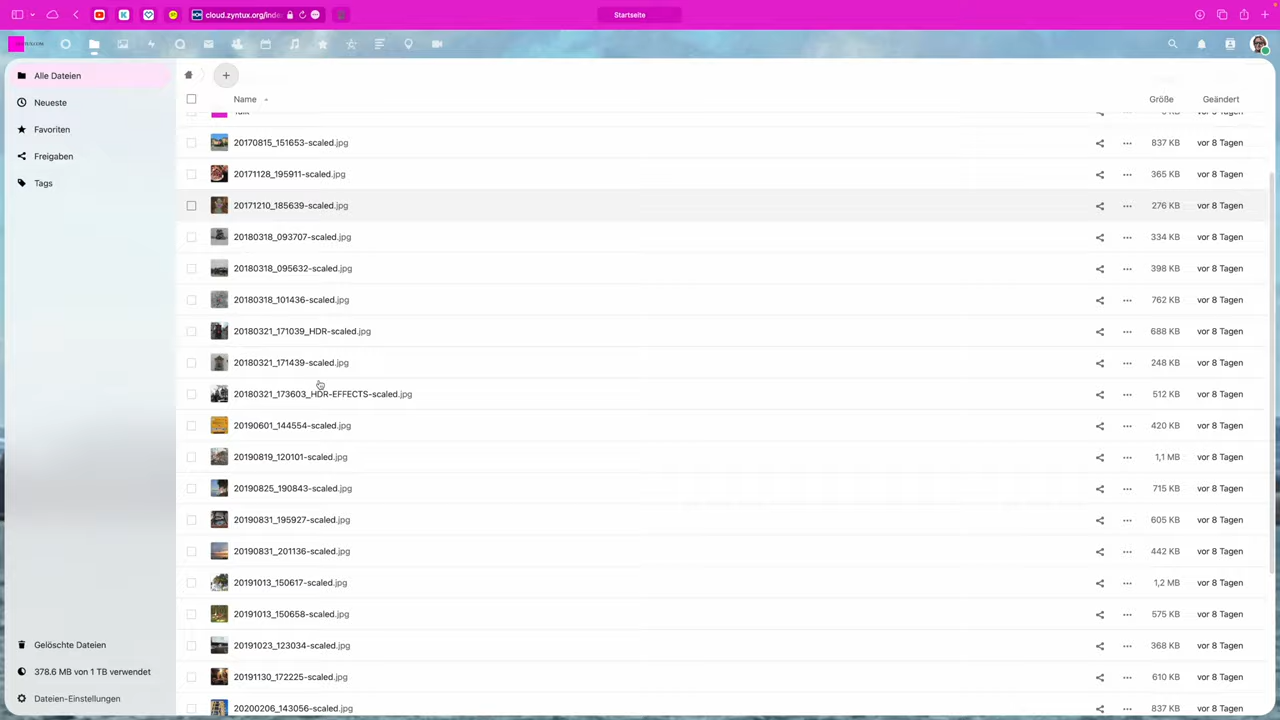 cloud.zyntux.org/inde
Startseite
Alle Dateien
Neueste
Favoriten
Freigaben
Tags
Gelöschte Dateien
378.6 MB von 1 TB verwendet
Dateien-Einstellungen
Name Größe Geändert
20170815_151653-scaled.jpg 837 KB vor 8 Tagen
20171128_195911-scaled.jpg 365 KB vor 8 Tagen
20171210_185639-scaled.jpg 276 KB vor 8 Tagen
20180318_093707-scaled.jpg 334 KB vor 8 Tagen
20180318_095632-scaled.jpg 398 KB vor 8 Tagen
20180318_101436-scaled.jpg 762 KB vor 8 Tagen
20180321_171039_HDR-scaled.jpg 688 KB vor 8 Tagen
20180321_171439-scaled.jpg 248 KB vor 8 Tagen
20180321_173603_HDR-EFFECTS-scaled.jpg 512 KB vor 8 Tagen
20190601_144554-scaled.jpg 420 KB vor 8 Tagen
20190819_120101-scaled.jpg 1,1 MB vor 8 Tagen
20190825_190843-scaled.jpg 715 KB vor 8 Tagen
20190831_195927-scaled.jpg 605 KB vor 8 Tagen
20190831_201136-scaled.jpg 442 KB vor 8 Tagen
20191013_150617-scaled.jpg 1,2 MB vor 8 Tagen
20191013_150658-scaled.jpg 575 KB vor 8 Tagen
20191023_123034-scaled.jpg 368 KB vor 8 Tagen
20191130_172225-scaled.jpg 610 KB vor 8 Tagen
20200206_143056-scaled.jpg 837 KB vor 8 Tagen